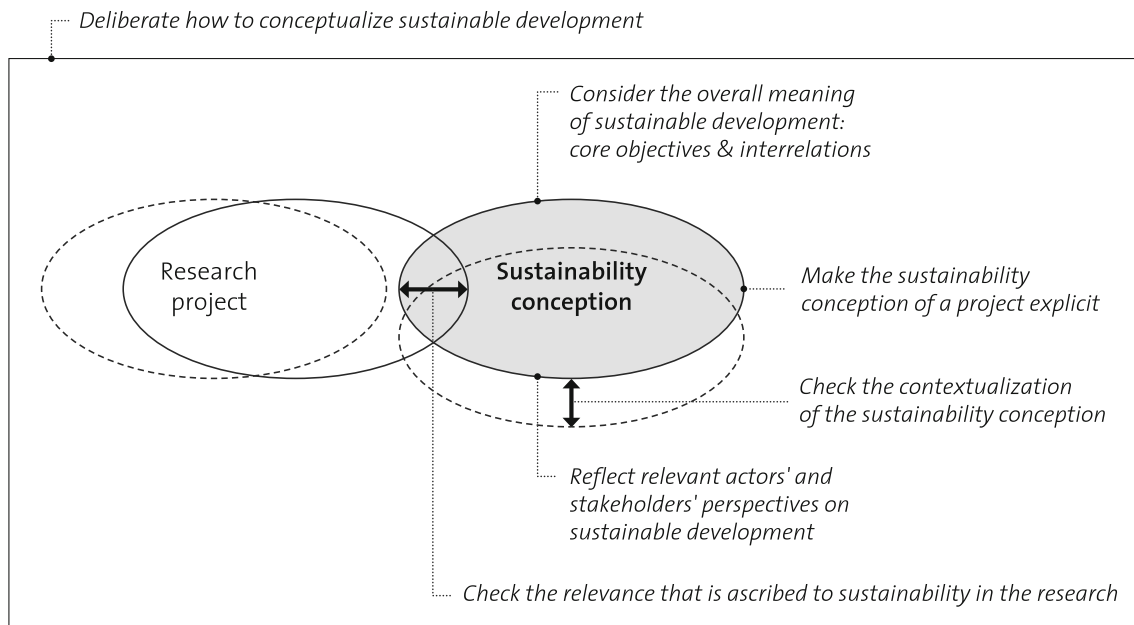 Deliberate how to conceptualize sustainable development
Consider the overall meaning
of sustainable development:
core objectives & interrelations
Research
project
Sustainability
conception
Make the sustainability
conception of a project explicit
Check the contextualization
of the sustainability conception
Reflect relevant actors' and
stakeholders' perspectives on
sustainable development
Check the relevance that is ascribed to sustainability in the research